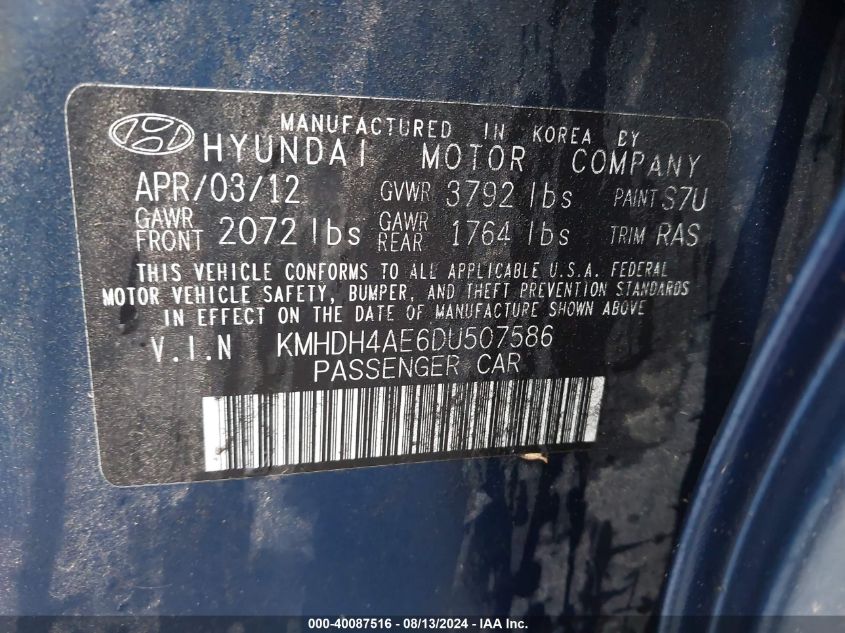 MANUFACTURED IN KOREA BY
HYUNDAI MOTOR COMPANY
APR/03/12 GVWR 3792 lbs PAINT S7U
GAWR FRONT 2072 lbs GAWR REAR 1764 lbs TRIM RAS
THIS VEHICLE CONFORMS TO ALL APPLICABLE U.S.A. FEDERAL
MOTOR VEHICLE SAFETY, BUMPER, AND THEFT PREVENTION STANDARDS
IN EFFECT ON THE DATE OF MANUFACTURE SHOWN ABOVE
V.I.N KMHDH4AE6DU507586
PASSENGER CAR
000-40087516 - 08/13/2024 - IAA Inc.